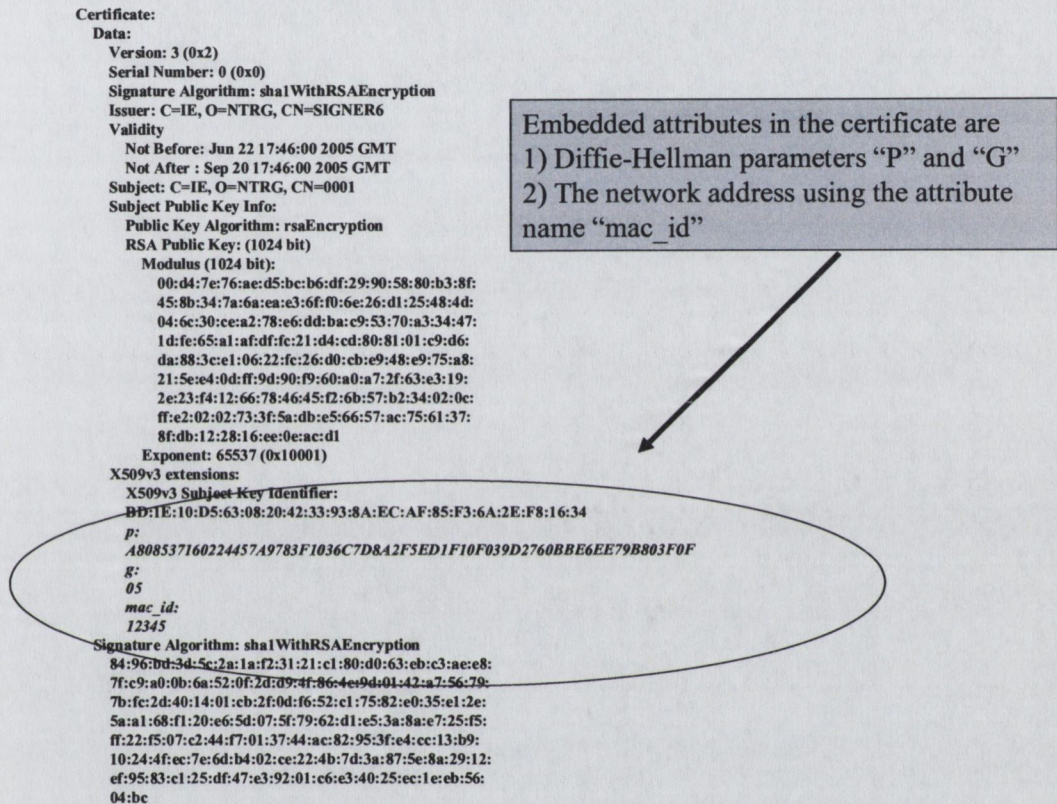 Certificate:
Data:
Version: 3 (0x2)
Serial Number: 0 (0x0)
Signature Algorithm: sha1WithRSAEncryption
Issuer: C=IE, O=NTRG, CN=SIGNER6
Validity
Not Before: Jun 22 17:46:00 2005 GMT
Not After : Sep 20 17:46:00 2005 GMT
Subject: C=IE, O=NTRG, CN=0001
Subject Public Key Info:
Public Key Algorithm: rsaEncryption
RSA Public Key: (1024 bit)
Modulus (1024 bit):
00:d4:7e:76:ae:d5:bc:b6:df:29:90:58:80:b3:8f:
45:8b:34:7a:6a:ea:e3:6f:f0:6e:26:d1:25:48:4d:
04:6c:30:ce:a2:78:e6:dd:ba:c9:53:70:a3:34:47:
1d:fe:65:a1:af:df:fc:21:d4:cd:80:81:01:c9:d6:
da:88:3c:e1:06:22:fc:26:d0:cb:e9:48:e9:75:a8:
21:5e:e4:0d:ff:9d:90:f9:60:a0:a7:2f:63:e3:19:
2e:23:f4:12:66:78:46:45:f2:6b:57:b2:34:02:0c:
ff:e2:02:02:73:3f:5a:db:e5:66:57:ac:75:61:37:
8f:db:12:28:16:ee:0e:ac:d1
Exponent: 65537 (0x10001)
X509v3 extensions:
X509v3 Subject Key Identifier:
BD:1E:10:D5:63:08:20:42:33:93:8A:EC:AF:85:F3:6A:2E:F8:16:34
p:
A808537160224457A9783F1036C7D8A2F5ED1F10F039D2760BBE6EE79B803F0F
g:
05
mac_id:
12345
Signature Algorithm: sha1WithRSAEncryption
84:96:bd:3d:5c:2a:1a:f2:31:21:c1:80:d0:63:eb:c3:ae:e8:
7f:c9:a0:0b:6a:52:0f:2d:d9:4f:86:4e:9d:01:42:a7:56:79:
7b:fc:2d:40:14:01:cb:2f:0d:f6:52:c1:75:82:e0:35:e1:2e:
5a:a1:68:f1:20:e6:5d:07:5f:79:62:d1:e5:3a:8a:e7:25:f5:
ff:22:f5:07:c2:44:f7:01:37:44:ac:82:95:3f:e4:cc:13:b9:
10:24:4f:ec:7e:6d:b4:02:ce:22:4b:7d:3a:87:5e:8a:29:12:
ef:95:83:c1:25:df:47:e3:92:01:c6:e3:40:25:ec:1e:eb:56:
04:bc
Embedded attributes in the certificate are
1) Diffie-Hellman parameters “P” and “G”
2) The network address using the attribute
name “mac_id”